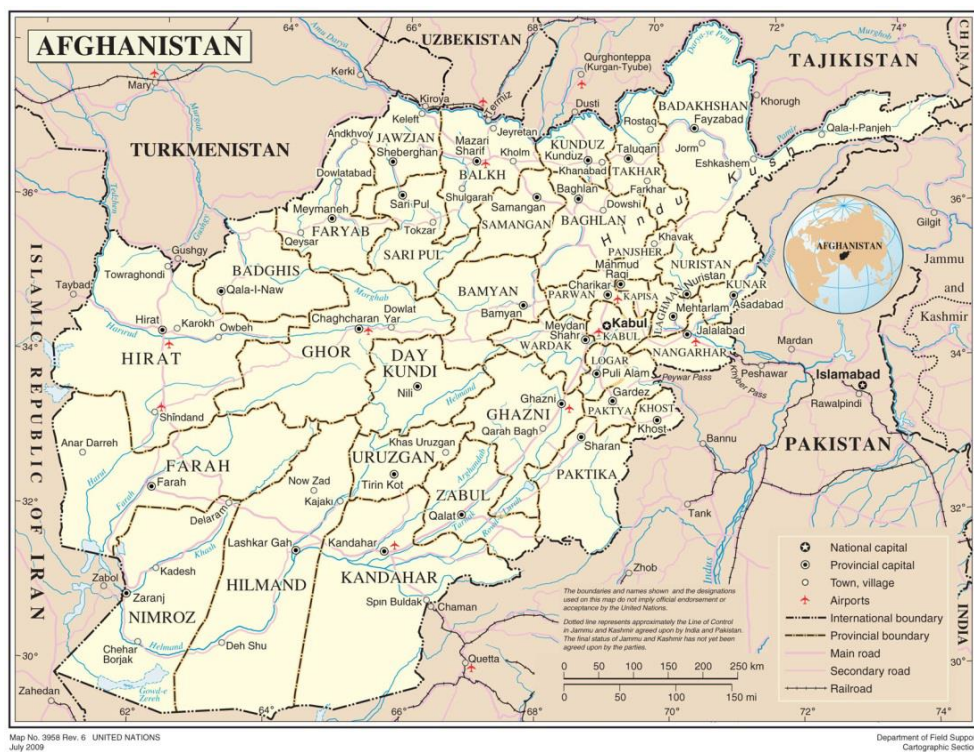 AFGHANISTAN
UZBEKISTAN
TAJIKISTAN
CHINA
TURKMENISTAN
ISLAMIC REPUBLIC OF IRAN
PAKISTAN
INDIA
Jammu
and
Kashmir
Gilgit
62°
64°
66°
68°
70°
72°
74°
36°
34°
32°
30°
Amu Darya
Murgab
Darya-ye Panj
Pamir
Hindu Kush
Mary
Kerki
Kiroya
Termiz
Qurghonteppa
(Kurgan-Tyube)
Dusti
Khorugh
Qala-I-Panjeh
Keleft
Andkhvoy
JAWZJAN
Sheberghan
Jeyretan
Mazari
Sharif
BALKH
Kholm
KUNDUZ
Kunduz
Khanabad
Rostaq
BADAKHSHAN
Fayzabad
Jorm
Eshkashem
Taluqan
TAKHAR
Farkhar
Dowlatabad
Meymaneh
FARYAB
Qeysar
Sari Pul
Tokzar
SARI PUL
Shulgarah
Samangan
SAMANGAN
Baghlan
Dowshi
BAGHLAN
PANJSHER
Khavak
Mahmud
Raqi
NURISTAN
Nuristan
KUNAR
Asadabad
Gushgy
Towraghondi
Taybad
BADGHIS
Qala-I-Naw
Murghab
BAMYAN
Bamyan
Charikar
PARWAN
KAPISA
LAGHMAN
Mehtarlam
Hirat
Karokh
Owbeh
Harirud
HIRAT
Chaghcharan
Dowlat
Yar
GHOR
DAY
KUNDI
Nili
Meydan
Shahr
WARDAK
Kabul
KABUL
Jalalabad
NANGARHAR
LOGAR
Puli Alam
Peywar Pass
Khyber Pass
Peshawar
Mardan
Islamabad
Rawalpindi
Shindand
Helmand
GHAZNI
Ghazni
Qarah Bagh
Gardez
PAKTYA
KHOST
Khost
Sharan
PAKTIKA
Bannu
Anar Darreh
FARAH
Farah
Harut
Farah
Khas Uruzgan
URUZGAN
Tirin Kot
Now Zad
Kajaki
Arghandab
ZABUL
Qalat
Tarnak
Tank
Delaram
Khash
Lashkar Gah
Kandahar
KANDAHAR
Zabol
Kadesh
Zaranj
NIMROZ
HILMAND
Spin Buldak
Chaman
Zhob
Indus
Chehar
Borjak
Helmand
Deh Shu
Gowd-e
Zereh
Zahedan
Quetta
AFGHANISTAN
National capital
Provincial capital
Town, village
Airports
International boundary
Provincial boundary
Main road
Secondary road
Railroad
The boundaries and names shown and the designations
used on this map do not imply official endorsement or
acceptance by the United Nations.
Dotted line represents approximately the Line of Control
in Jammu and Kashmir agreed upon by India and Pakistan.
The final status of Jammu and Kashmir has not yet been
agreed upon by the parties.
0 50 100 150 200 250 km
0 50 100 150 mi
Map No. 3958 Rev. 6 UNITED NATIONS
July 2009
Department of Field Suppor
Cartographic Section